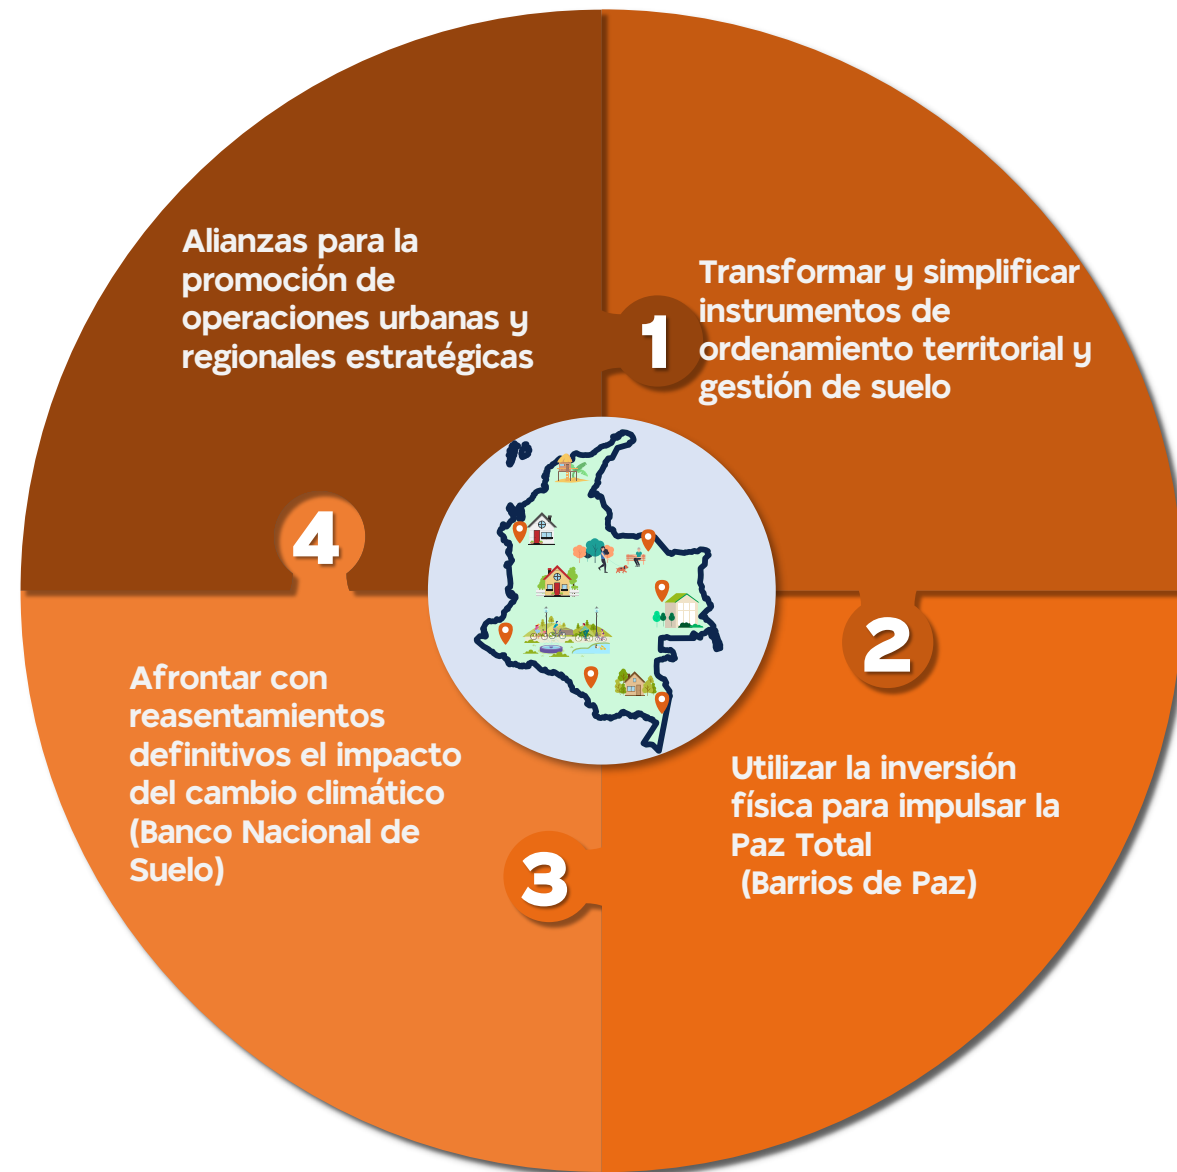 1
Transformar y simplificar
instrumentos de
ordenamiento territorial y
gestión de suelo
2
Utilizar la inversión
física para impulsar la
Paz Total
(Barrios de Paz)
3
Afrontar con
reasentamientos
definitivos el impacto
del cambio climático
(Banco Nacional de
Suelo)
4
Alianzas para la
promoción de
operaciones urbanas y
regionales estratégicas